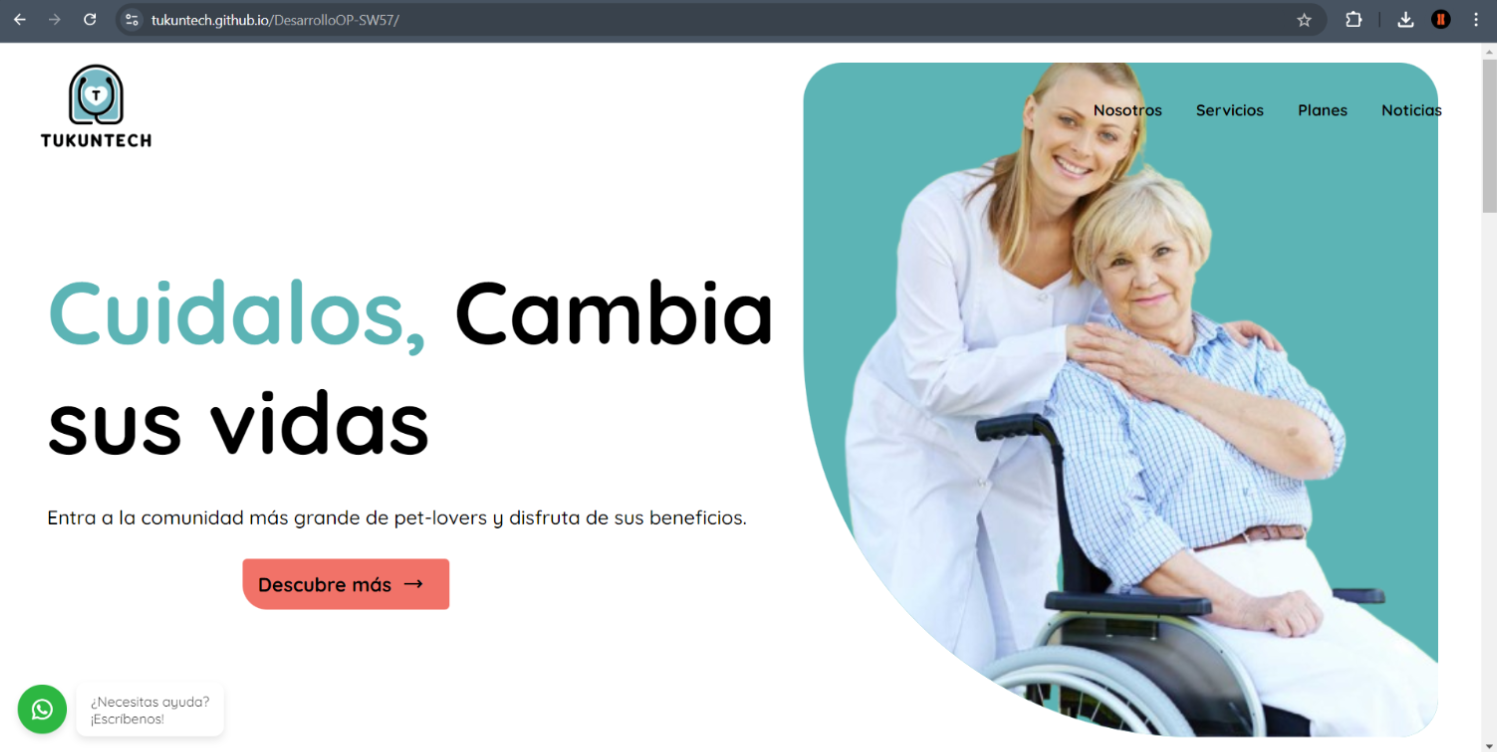 tukuntech.github.io/DesarrolloOP-SW57/
T
TUKUNTECH
Nosotros Servicios Planes Noticias
Cuidalos, Cambia
sus vidas
Entra a la comunidad más grande de pet-lovers y disfruta de sus beneficios.
Descubre más →
¿Necesitas ayuda?
¡Escríbenos!